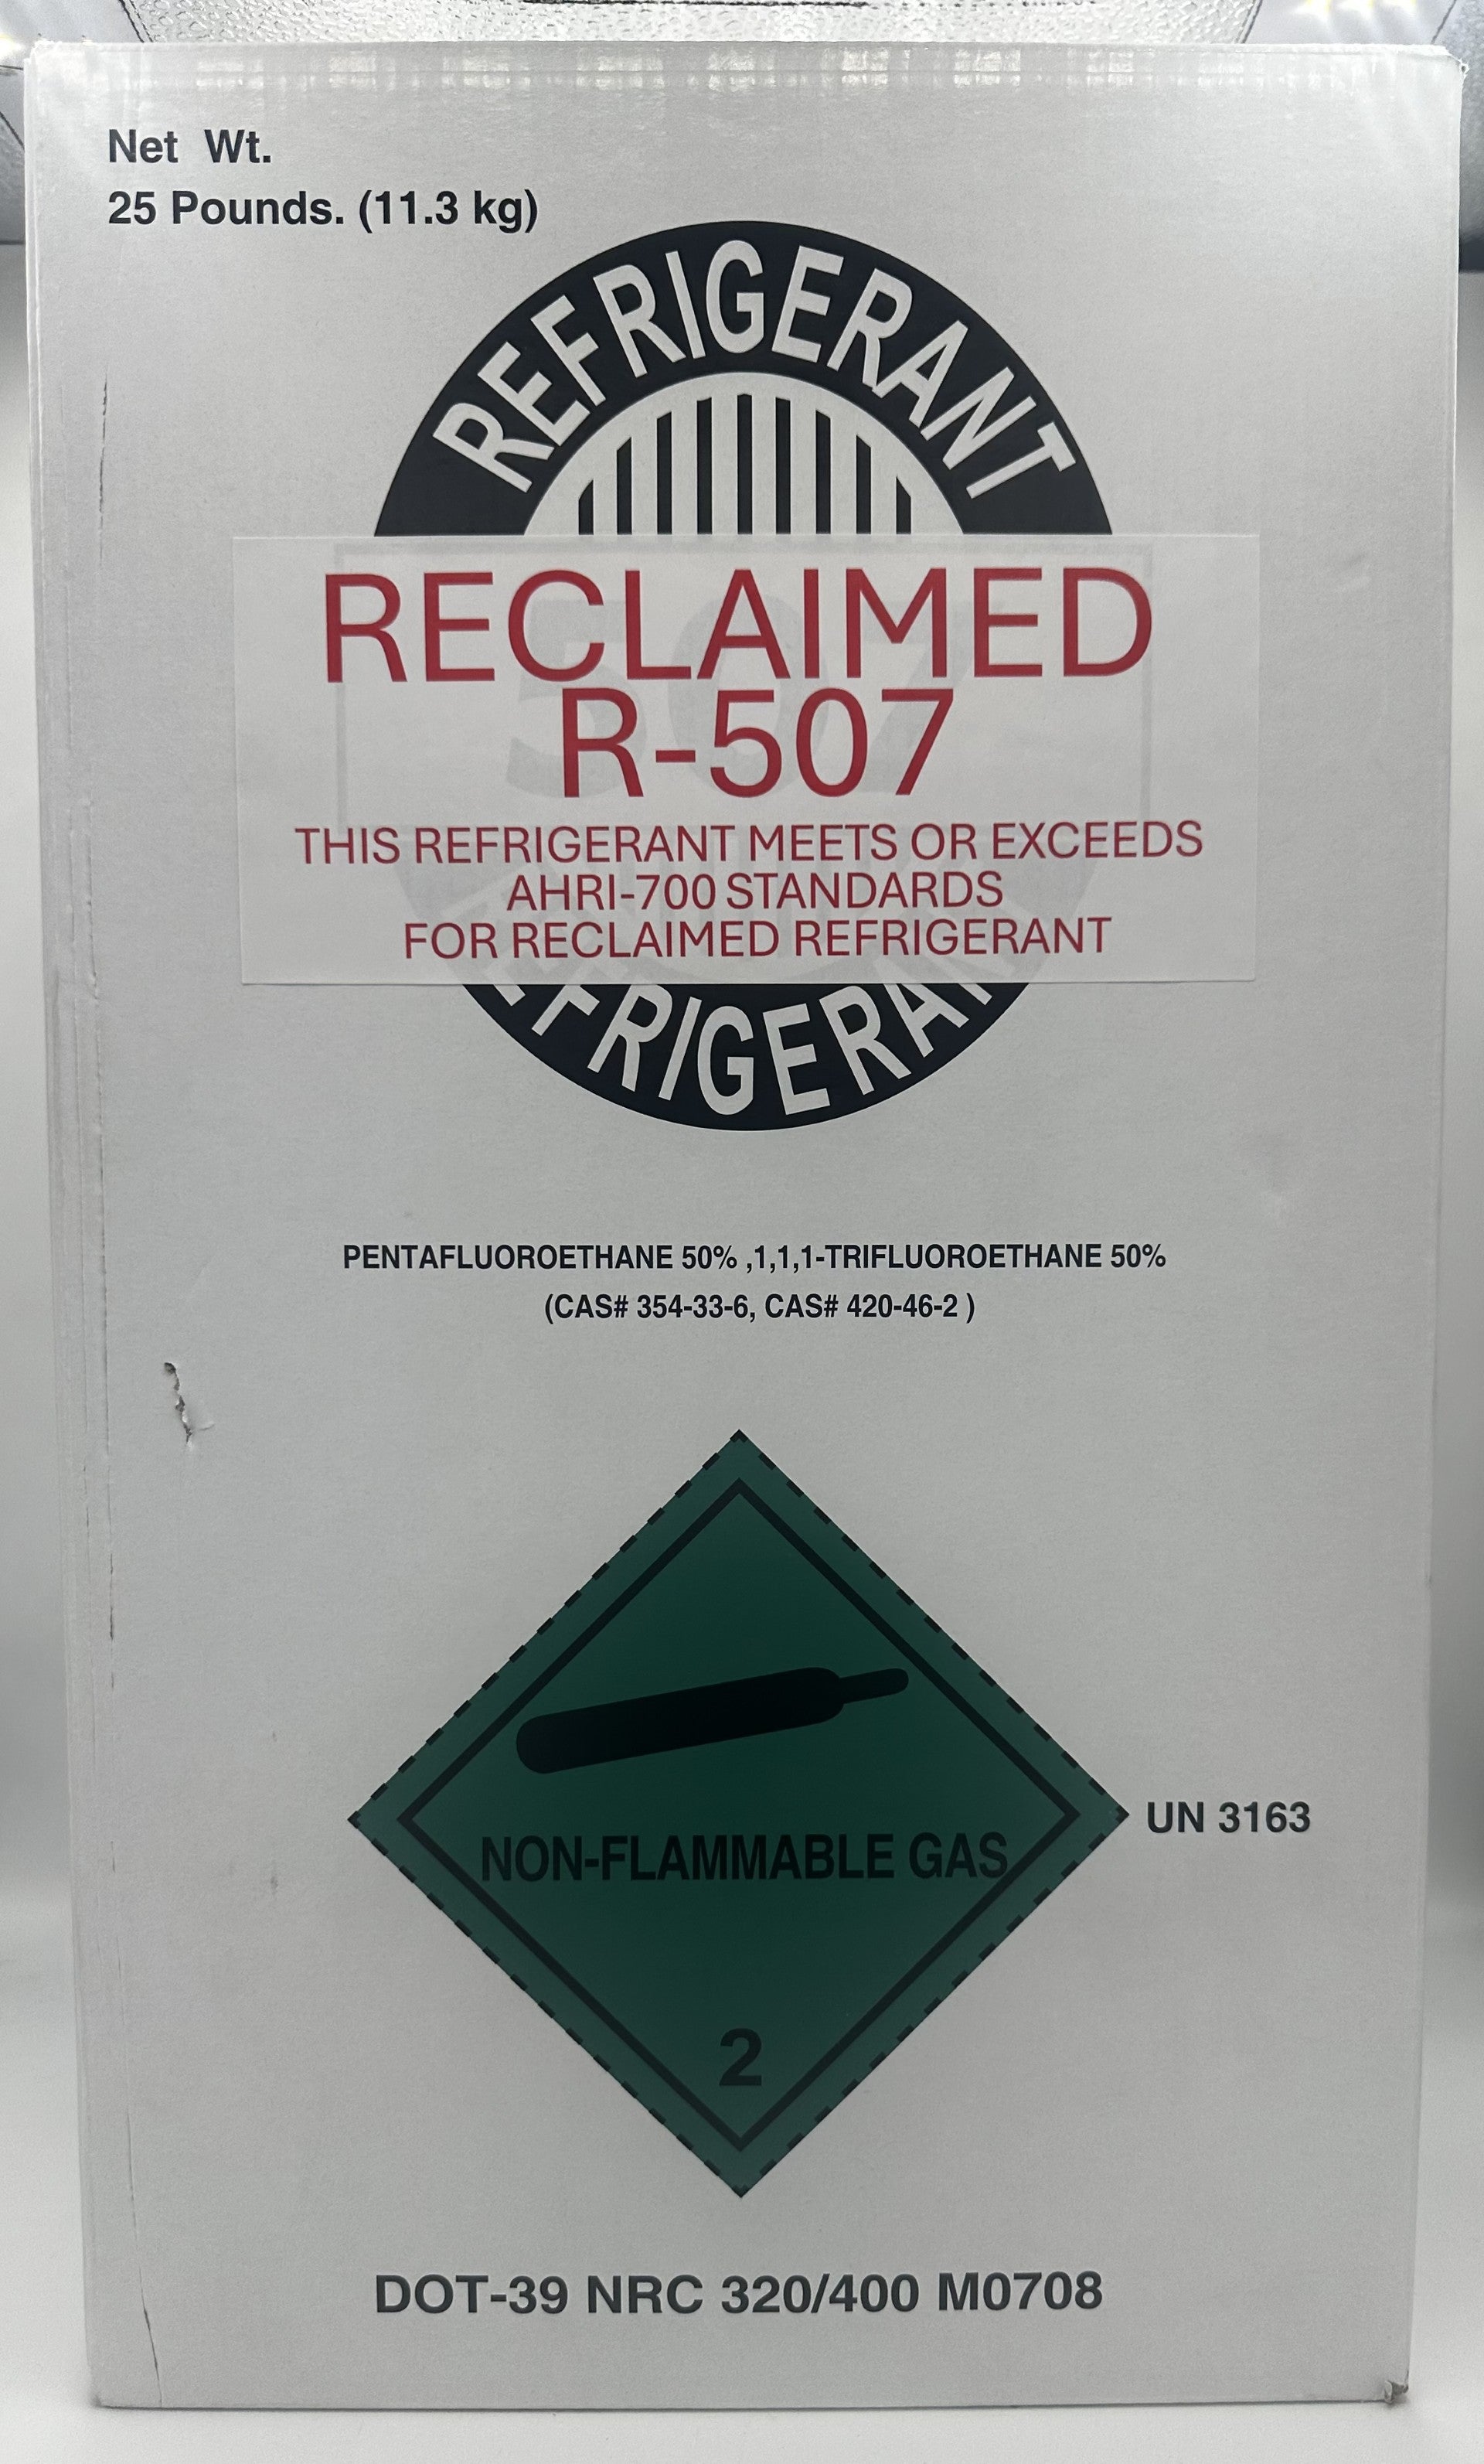 Net Wt.
25 Pounds. (11.3 kg)
REFRIGERANT
RECLAIMED
R-507
THIS REFRIGERANT MEETS OR EXCEEDS
AHRI-700 STANDARDS
FOR RECLAIMED REFRIGERANT
REFRIGERANT
PENTAFLUOROETHANE 50% ,1,1,1-TRIFLUOROETHANE 50%
(CAS# 354-33-6, CAS# 420-46-2 )
NON-FLAMMABLE GAS
UN 3163
2
DOT-39 NRC 320/400 M0708